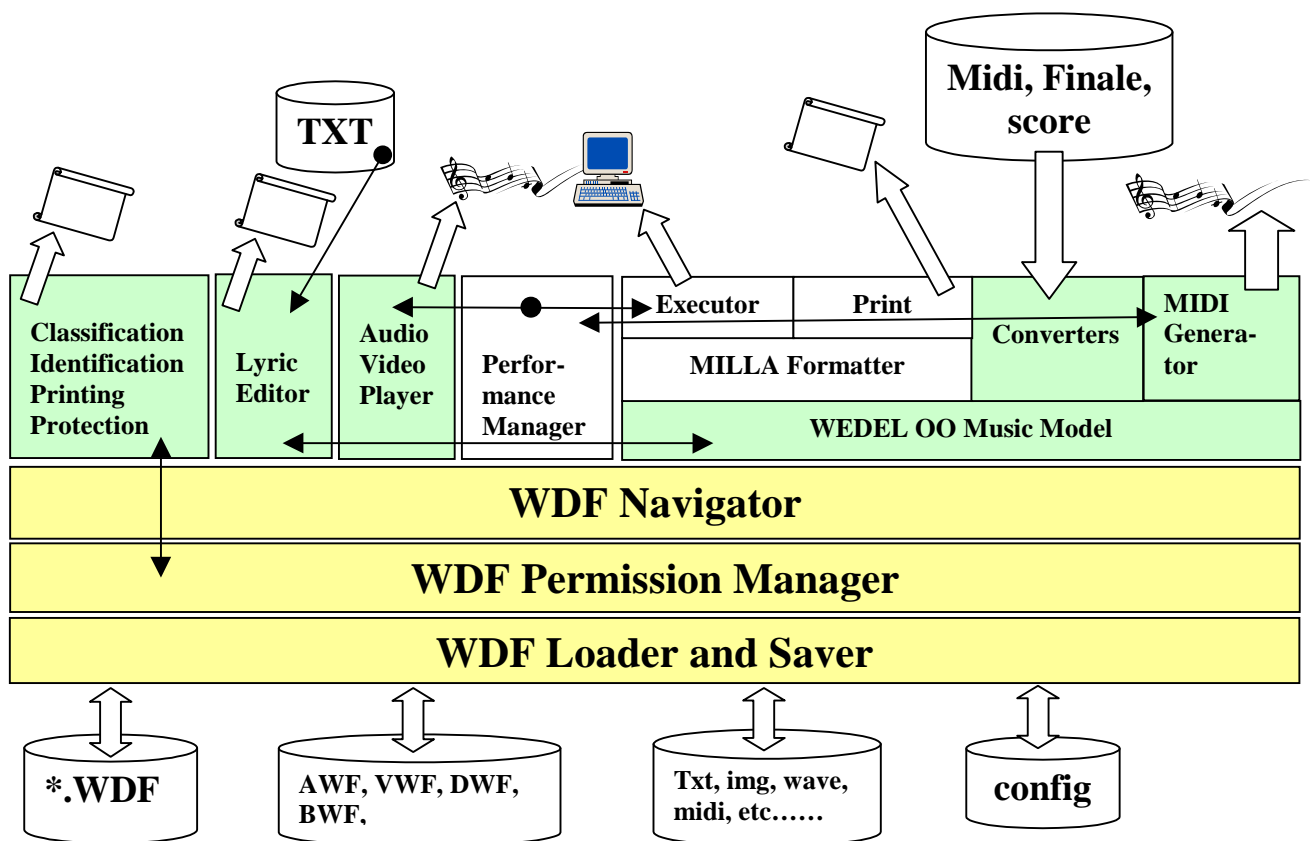 Midi, Finale,
score
TXT
Classification
Identification
Printing
Protection
Lyric
Editor
Audio
Video
Player
Perfor-
mance
Manager
Executor
Print
MILLA Formatter
Converters
MIDI
Genera-
tor
WEDEL OO Music Model
WDF Navigator
WDF Permission Manager
WDF Loader and Saver
*.WDF
AWF, VWF, DWF,
BWF,
Txt, img, wave,
midi, etc……
config